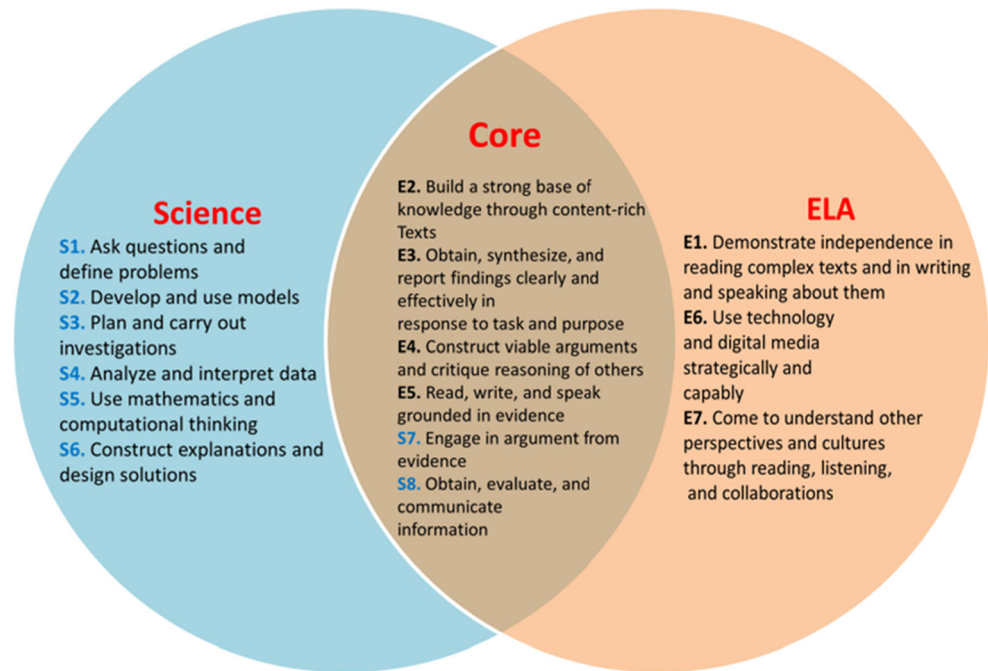 Science
S1. Ask questions and
define problems
S2. Develop and use models
S3. Plan and carry out
investigations
S4. Analyze and interpret data
S5. Use mathematics and
computational thinking
S6. Construct explanations and
design solutions
Core
E2. Build a strong base of
knowledge through content-rich
Texts
E3. Obtain, synthesize, and
report findings clearly and
effectively in
response to task and purpose
E4. Construct viable arguments
and critique reasoning of others
E5. Read, write, and speak
grounded in evidence
S7. Engage in argument from
evidence
S8. Obtain, evaluate, and
communicate
information
ELA
E1. Demonstrate independence in
reading complex texts and in writing
and speaking about them
E6. Use technology
and digital media
strategically and
capably
E7. Come to understand other
perspectives and cultures
through reading, listening,
and collaborations